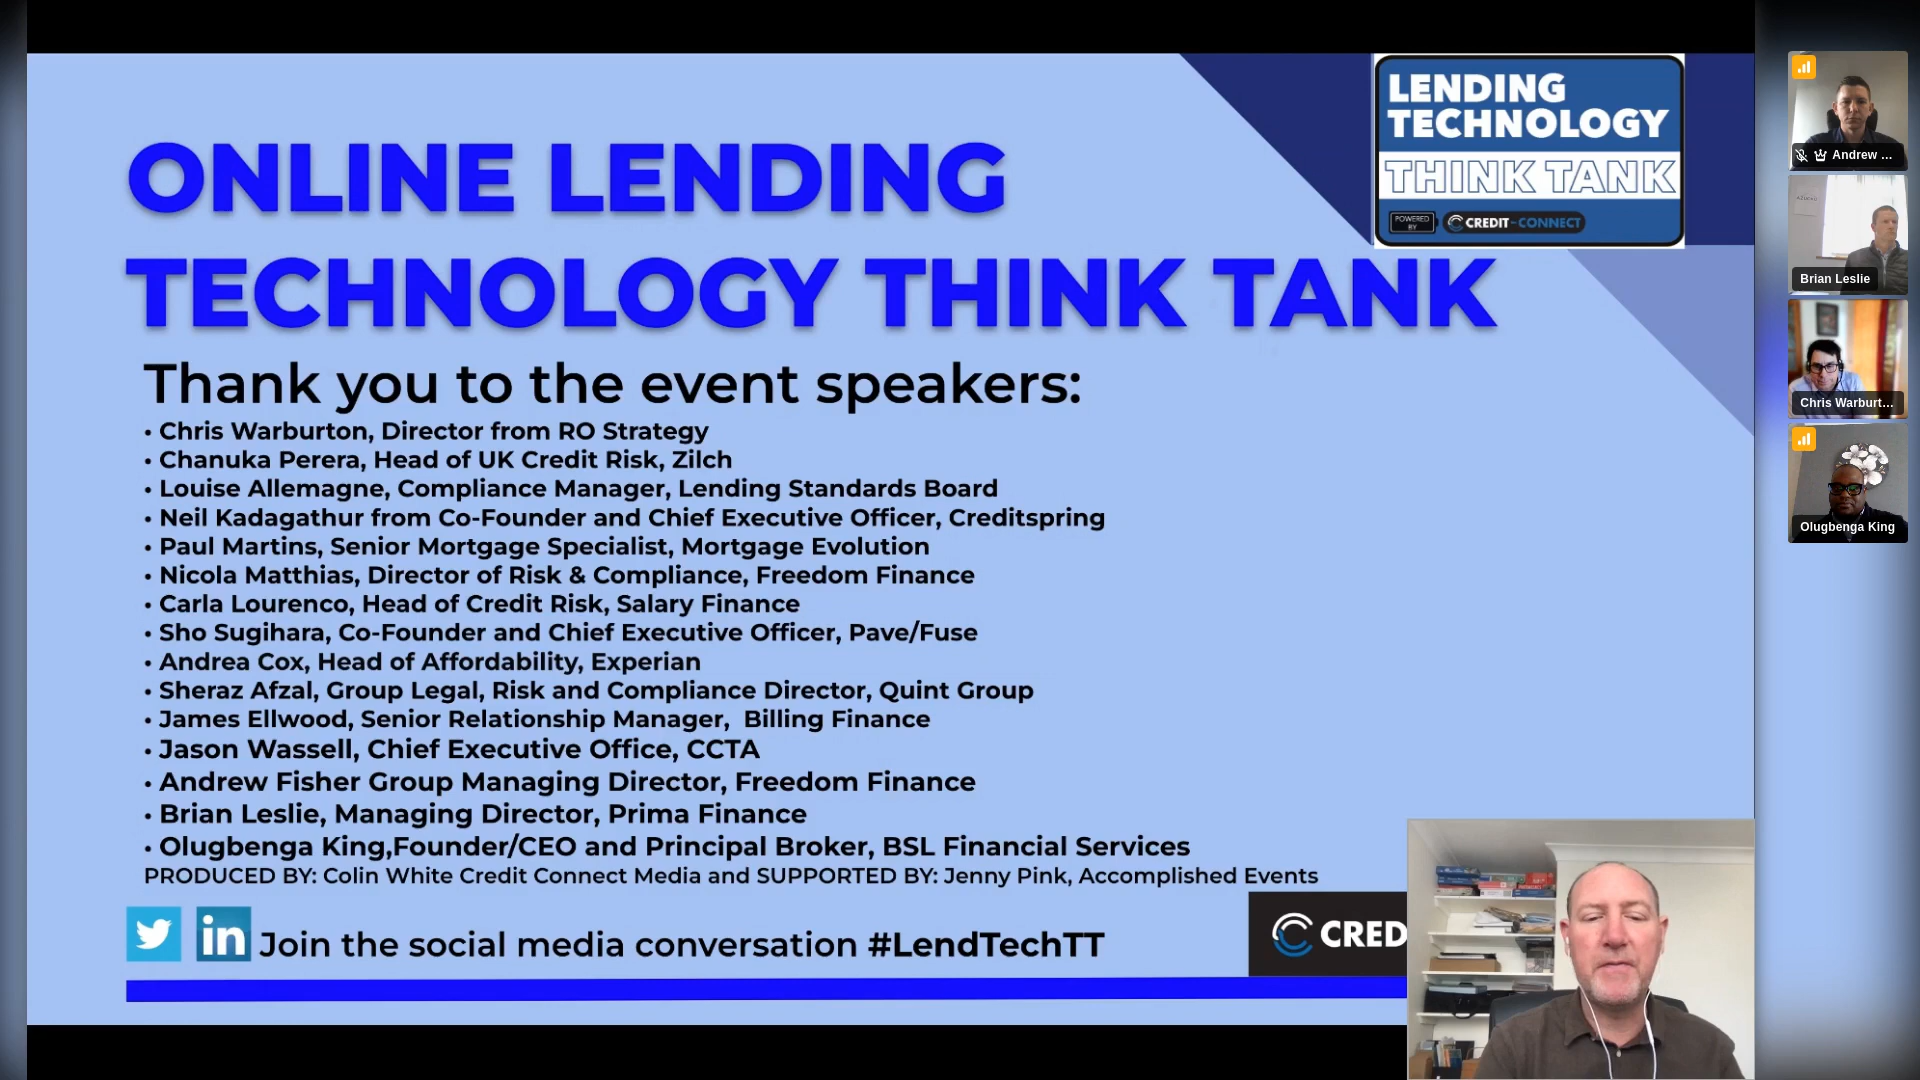 LENDING
TECHNOLOGY
THINK TANK
POWERED
BY
CREDIT-CONNECT
ONLINE LENDING
TECHNOLOGY THINK TANK
Thank you to the event speakers:
• Chris Warburton, Director from RO Strategy
• Chanuka Perera, Head of UK Credit Risk, Zilch
• Louise Allemagne, Compliance Manager, Lending Standards Board
• Neil Kadagathur from Co-Founder and Chief Executive Officer, Creditspring
• Paul Martins, Senior Mortgage Specialist, Mortgage Evolution
• Nicola Matthias, Director of Risk & Compliance, Freedom Finance
• Carla Lourenco, Head of Credit Risk, Salary Finance
• Sho Sugihara, Co-Founder and Chief Executive Officer, Pave/Fuse
• Andrea Cox, Head of Affordability, Experian
• Sheraz Afzal, Group Legal, Risk and Compliance Director, Quint Group
• James Ellwood, Senior Relationship Manager,  Billing Finance
• Jason Wassell, Chief Executive Office, CCTA
• Andrew Fisher Group Managing Director, Freedom Finance
• Brian Leslie, Managing Director, Prima Finance
• Olugbenga King,Founder/CEO and Principal Broker, BSL Financial Services
PRODUCED BY: Colin White Credit Connect Media and SUPPORTED BY: Jenny Pink, Accomplished Events
in Join the social media conversation #LendTechTT
CRED
Andrew ...
Brian Leslie
Chris Warburt...
Olugbenga King